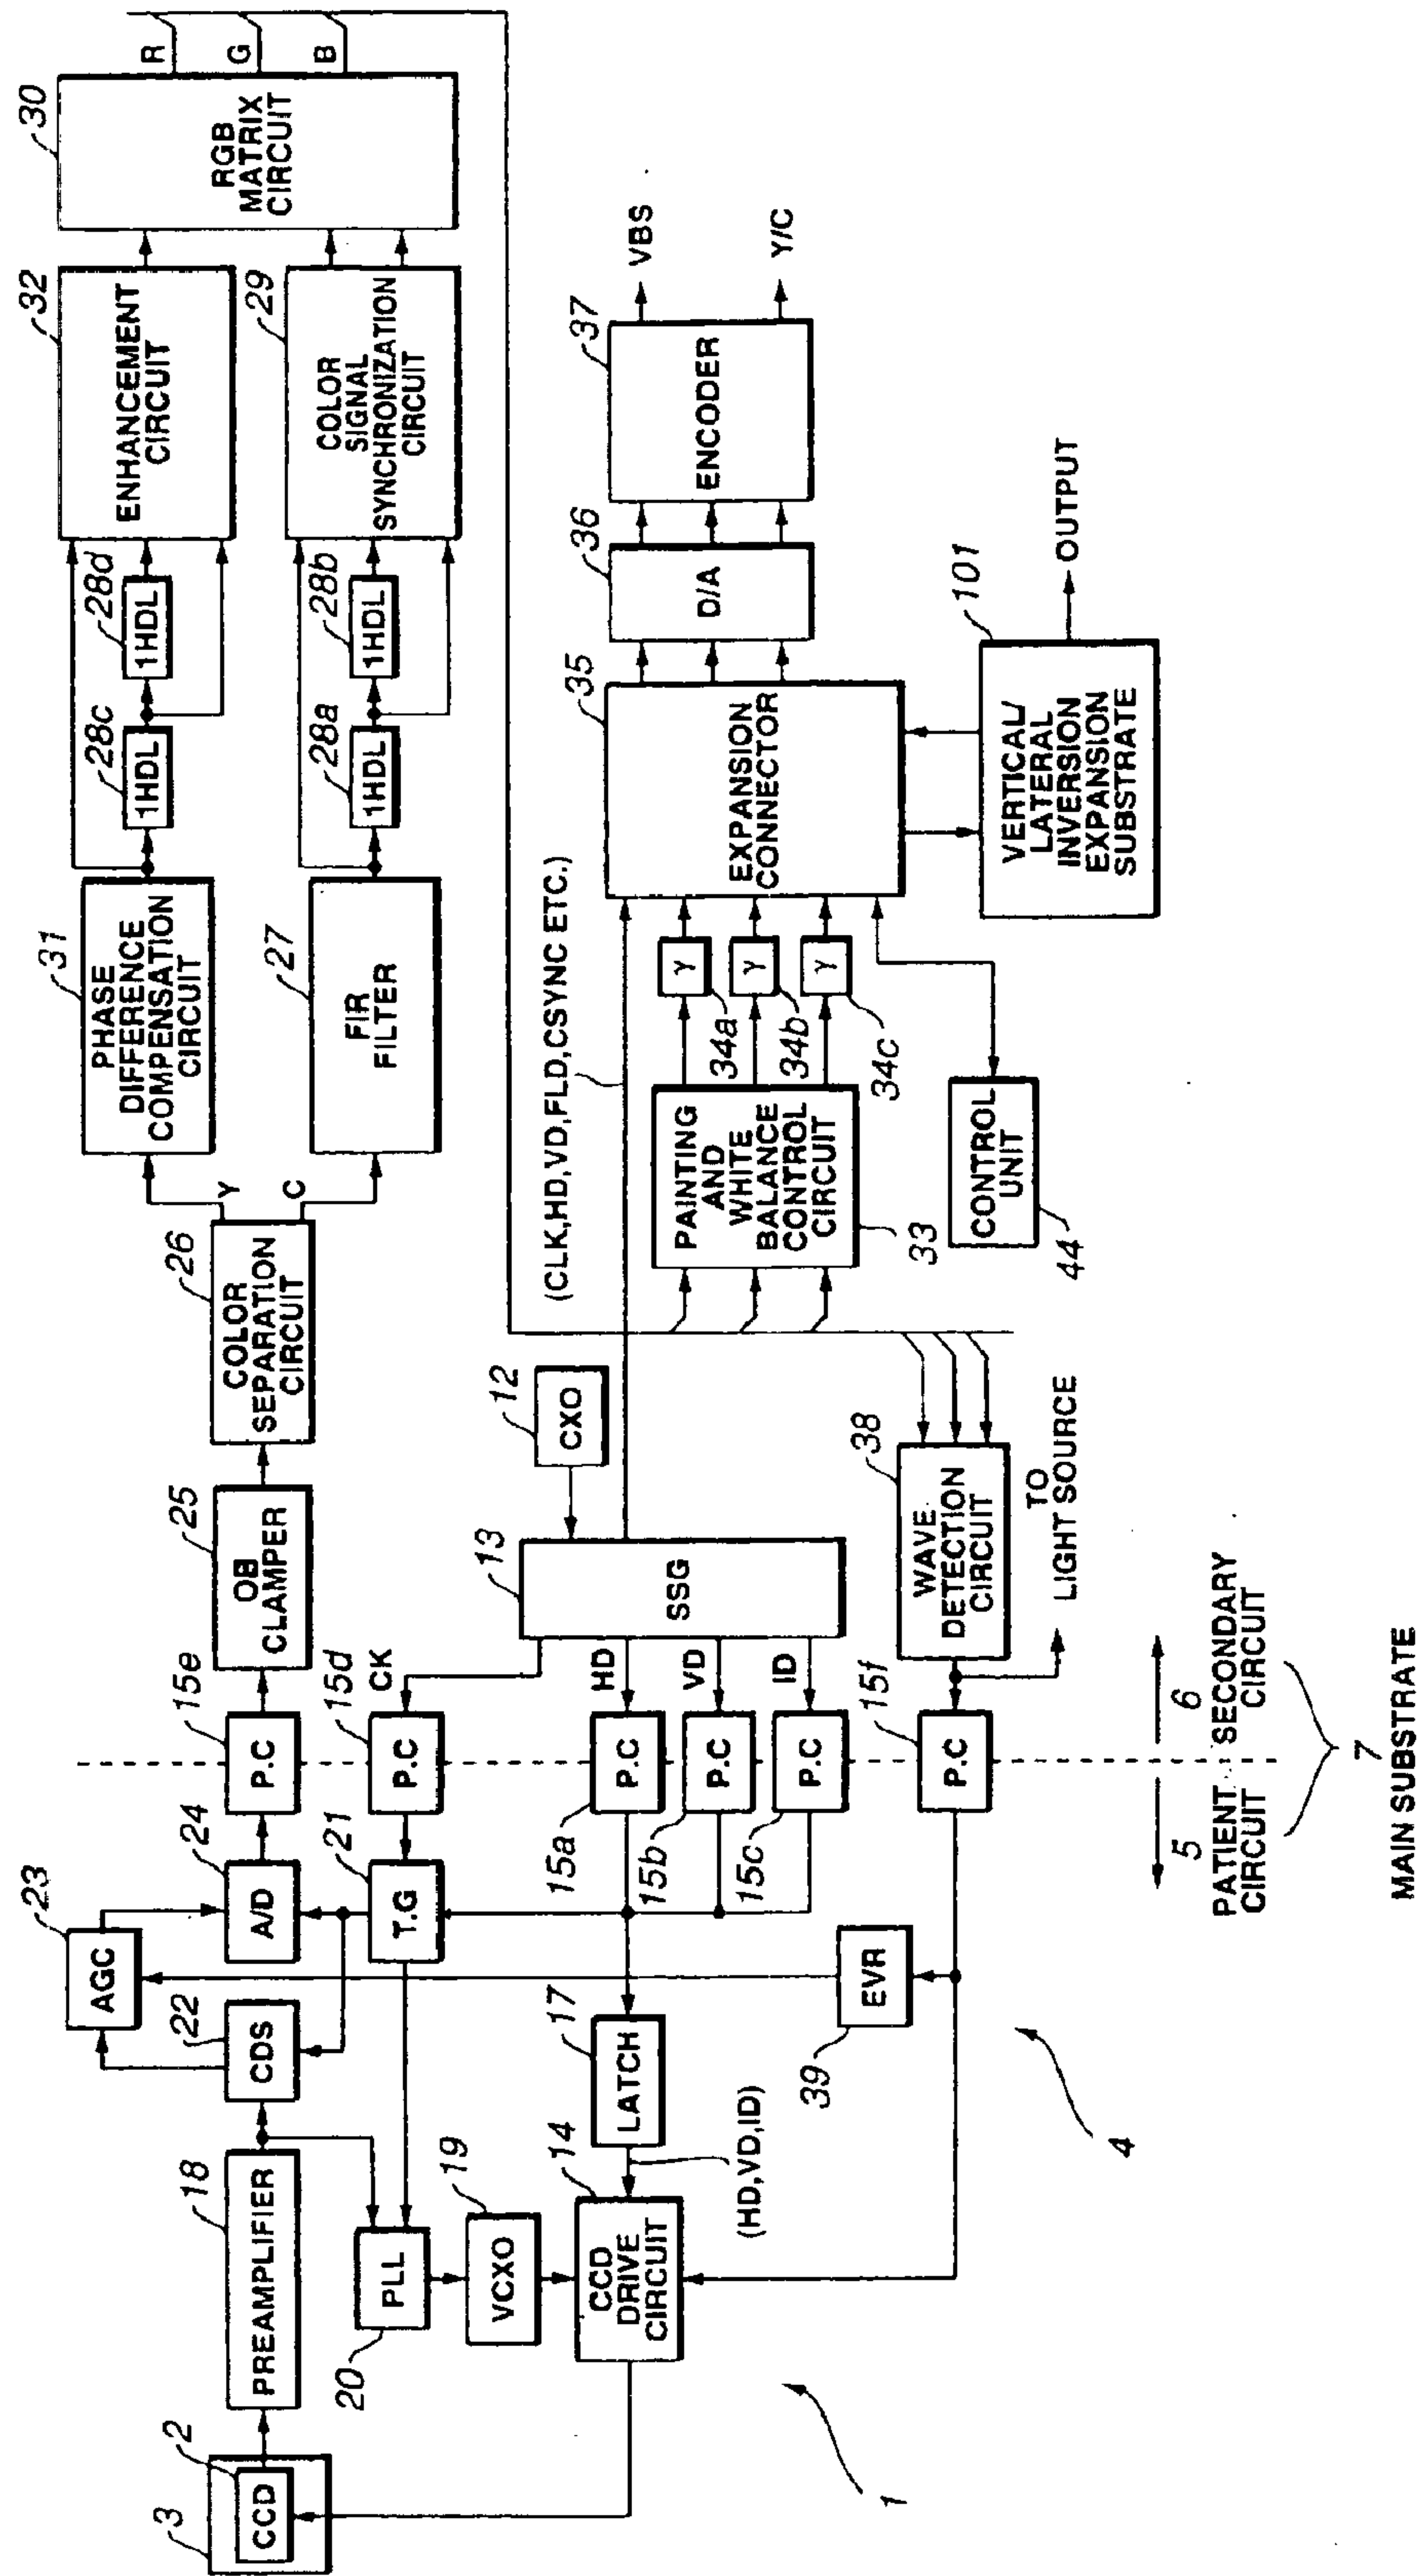 3
2
CCD
18
PREAMPLIFIER
22
CDS
23
AGC
24
A/D
15e
P.C
25
OB
CLAMPER
26
COLOR
SEPARATION
CIRCUIT
Y
C
31
PHASE
DIFFERENCE
COMPENSATION
CIRCUIT
27
FIR
FILTER
28c
1HDL
28d
1HDL
28a
1HDL
28b
1HDL
32
ENHANCEMENT
CIRCUIT
29
COLOR
SIGNAL
SYNCHRONIZATION
CIRCUIT
30
RGB
MATRIX
CIRCUIT
R
G
B
20
PLL
19
VCXO
14
CCD
DRIVE
CIRCUIT
(HD,VD,ID)
17
LATCH
21
T.G
15d
P.C
CK
15a
P.C
HD
15b
P.C
VD
15c
P.C
ID
13
SSG
12
CXO
(CLK,HD,VD,FLD,CSYNC ETC.)
39
EVR
15f
P.C
38
WAVE
DETECTION
CIRCUIT
TO
LIGHT SOURCE
33
PAINTING
AND
WHITE
BALANCE
CONTROL
CIRCUIT
34a
γ
34b
γ
34c
γ
44
CONTROL
UNIT
35
EXPANSION
CONNECTOR
36
D/A
37
ENCODER
VBS
Y/C
101
VERTICAL/
LATERAL
INVERSION
EXPANSION
SUBSTRATE
OUTPUT
1
4
5
PATIENT
CIRCUIT
6
SECONDARY
CIRCUIT
7
MAIN SUBSTRATE